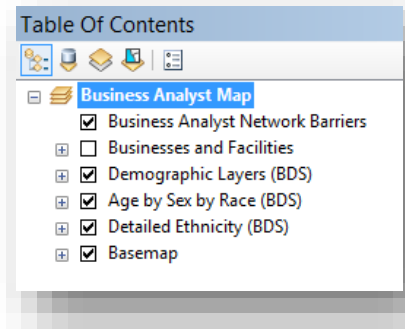 Table Of Contents
Business Analyst Map
Business Analyst Network Barriers
Businesses and Facilities
Demographic Layers (BDS)
Age by Sex by Race (BDS)
Detailed Ethnicity (BDS)
Basemap